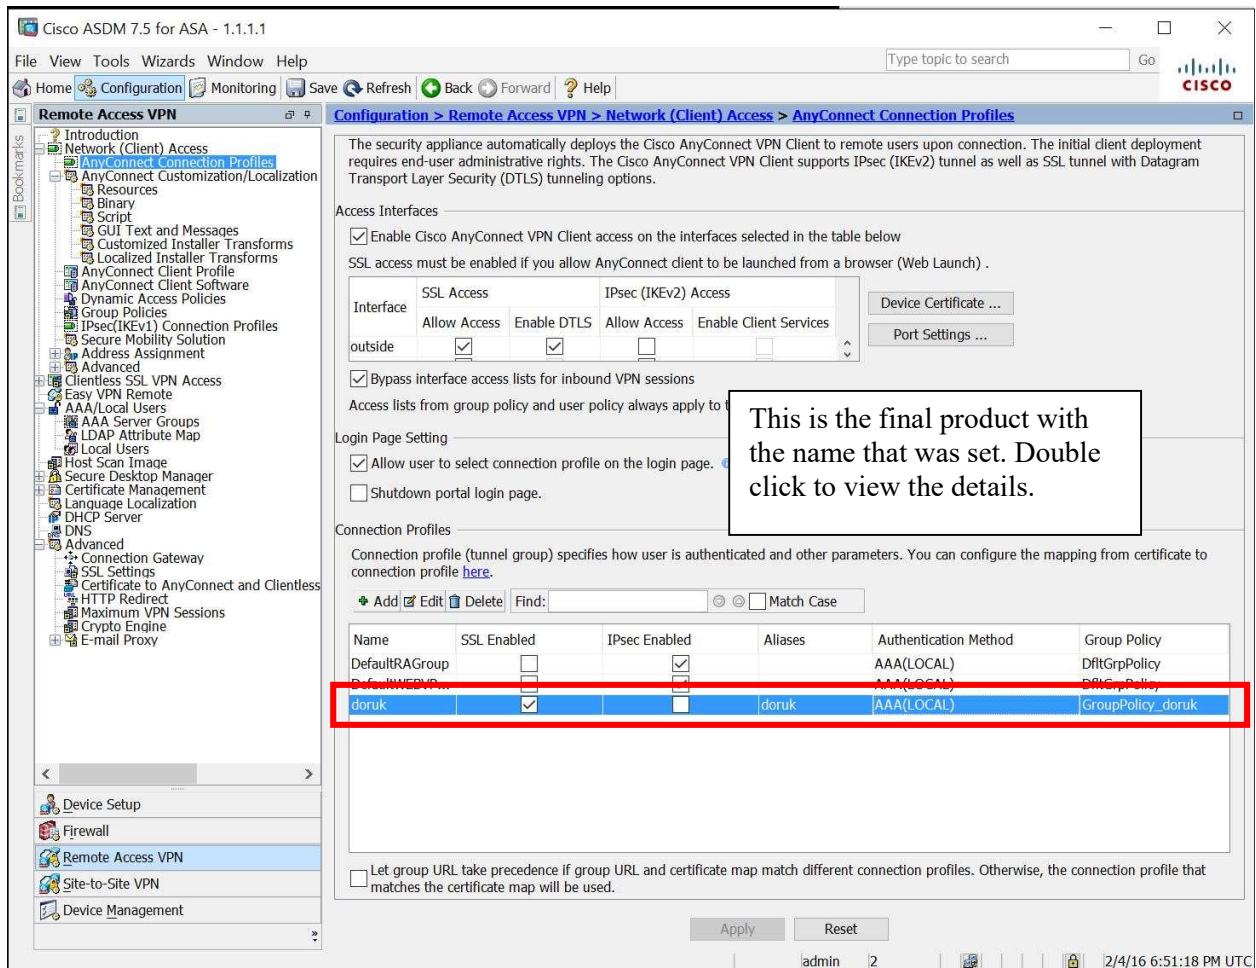 Cisco ASDM 7.5 for ASA - 1.1.1.1
File View Tools Wizards Window Help
Type topic to search
Go
Home Configuration Monitoring Save Refresh Back Forward Help
CISCO
Bookmarks
Remote Access VPN
Introduction
Network (Client) Access
AnyConnect Connection Profiles
AnyConnect Customization/Localization
Resources
Binary
Script
GUI Text and Messages
Customized Installer Transforms
Localized Installer Transforms
AnyConnect Client Profile
AnyConnect Client Software
Dynamic Access Policies
Group Policies
IPsec(IKEv1) Connection Profiles
Secure Mobility Solution
Address Assignment
Advanced
Clientless SSL VPN Access
Easy VPN Remote
AAA/Local Users
AAA Server Groups
LDAP Attribute Map
Local Users
Host Scan Image
Secure Desktop Manager
Certificate Management
Language Localization
DHCP Server
DNS
Advanced
Connection Gateway
SSL Settings
Certificate to AnyConnect and Clientless
HTTP Redirect
Maximum VPN Sessions
Crypto Engine
E-mail Proxy
Device Setup
Firewall
Remote Access VPN
Site-to-Site VPN
Device Management
Configuration > Remote Access VPN > Network (Client) Access > AnyConnect Connection Profiles
The security appliance automatically deploys the Cisco AnyConnect VPN Client to remote users upon connection. The initial client deployment
requires end-user administrative rights. The Cisco AnyConnect VPN Client supports IPsec (IKEv2) tunnel as well as SSL tunnel with Datagram
Transport Layer Security (DTLS) tunneling options.
Access Interfaces
Enable Cisco AnyConnect VPN Client access on the interfaces selected in the table below
SSL access must be enabled if you allow AnyConnect client to be launched from a browser (Web Launch) .
Interface SSL Access IPsec (IKEv2) Access
Allow Access Enable DTLS Allow Access Enable Client Services
outside
Device Certificate ...
Port Settings ...
Bypass interface access lists for inbound VPN sessions
Access lists from group policy and user policy always apply to
This is the final product with
the name that was set. Double
click to view the details.
Login Page Setting
Allow user to select connection profile on the login page.
Shutdown portal login page.
Connection Profiles
Connection profile (tunnel group) specifies how user is authenticated and other parameters. You can configure the mapping from certificate to
connection profile here.
Add Edit Delete Find: Match Case
Name SSL Enabled IPsec Enabled Aliases Authentication Method Group Policy
DefaultRAGroup AAA(LOCAL) DfltGrpPolicy
DefaultWEBVP... AAA(LOCAL) DfltGrpPolicy
doruk doruk AAA(LOCAL) GroupPolicy_doruk
Let group URL take precedence if group URL and certificate map match different connection profiles. Otherwise, the connection profile that
matches the certificate map will be used.
Apply Reset
admin 2 2/4/16 6:51:18 PM UTC